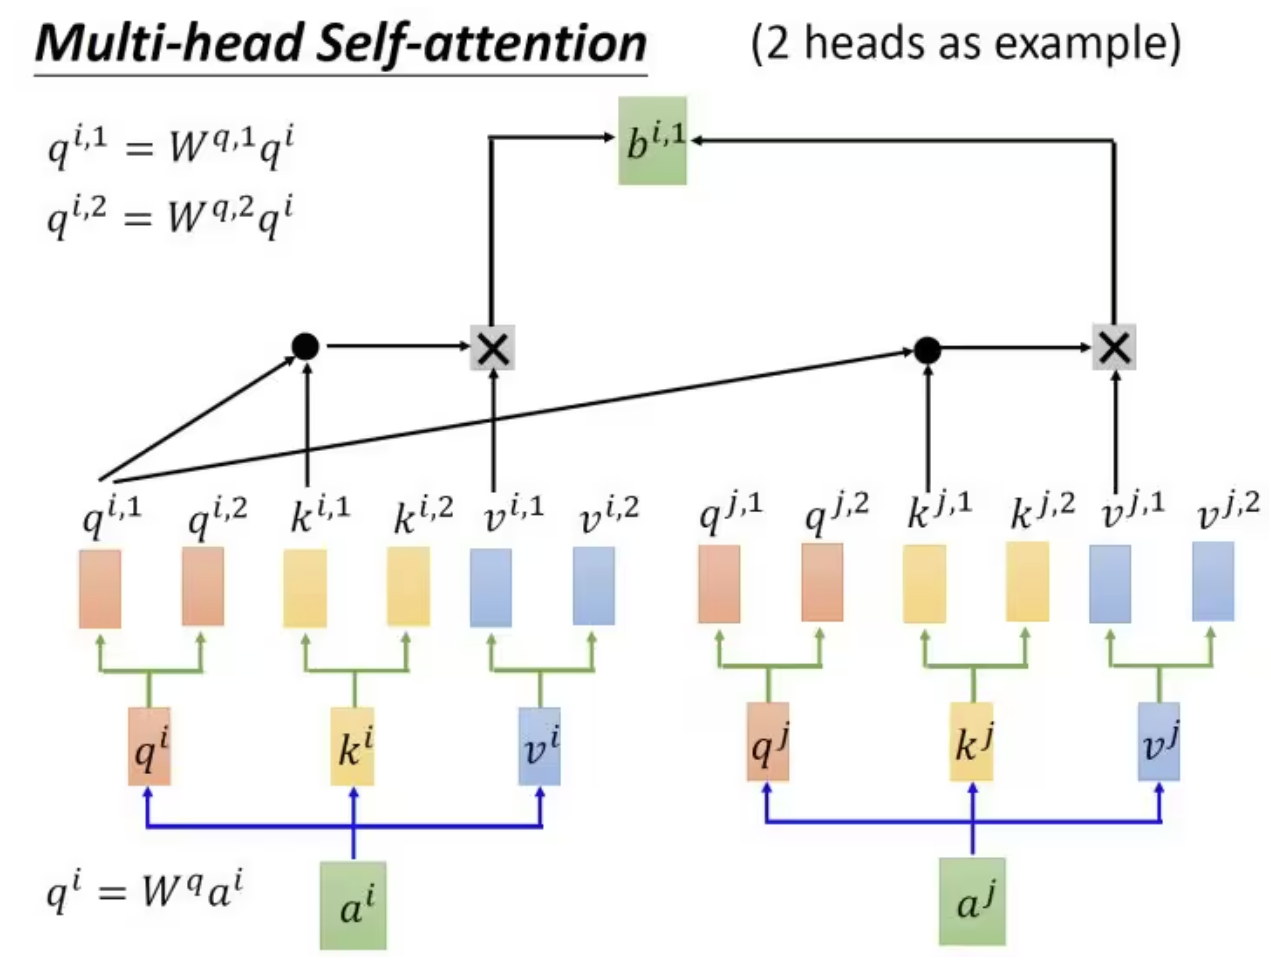 Multi-head Self-attention (2 heads as example)
q^{i,1} = W^{q,1}q^{i}
q^{i,2} = W^{q,2}q^{i}
b^{i,1}
q^{i,1} q^{i,2} k^{i,1} k^{i,2} v^{i,1} v^{i,2} q^{j,1} q^{j,2} k^{j,1} k^{j,2} v^{j,1} v^{j,2}
q^{i} k^{i} v^{i} q^{j} k^{j} v^{j}
q^{i} = W^{q}a^{i}
a^{i} a^{j}